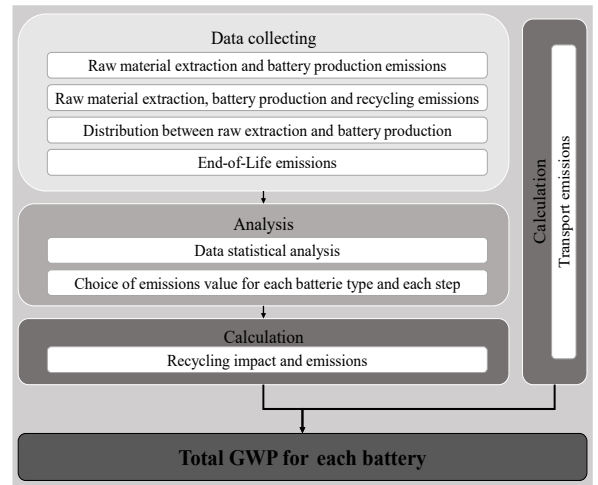 Data collecting
Raw material extraction and battery production emissions
Raw material extraction, battery production and recycling emissions
Distribution between raw extraction and battery production
End-of-Life emissions
Analysis
Data statistical analysis
Choice of emissions value for each batterie type and each step
Calculation
Recycling impact and emissions
Calculation
Transport emissions
Total GWP for each battery